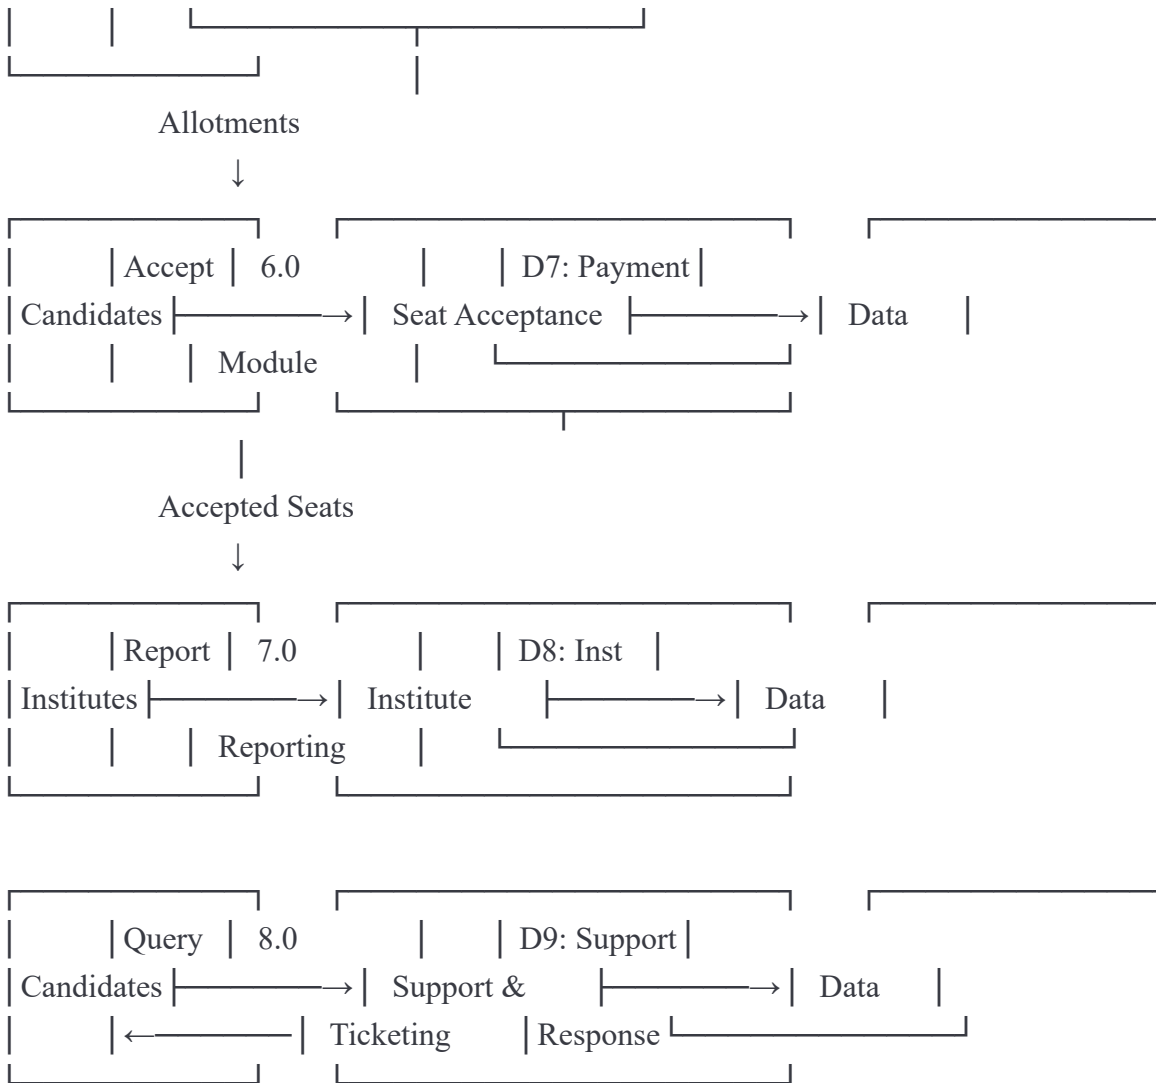 Allotments
↓
Accept 6.0 D7: Payment
Candidates → Seat Acceptance → Data
Module
Accepted Seats
↓
Report 7.0 D8: Inst
Institutes → Institute → Data
Reporting
Query 8.0 D9: Support
Candidates → Support & → Data
← Ticketing Response